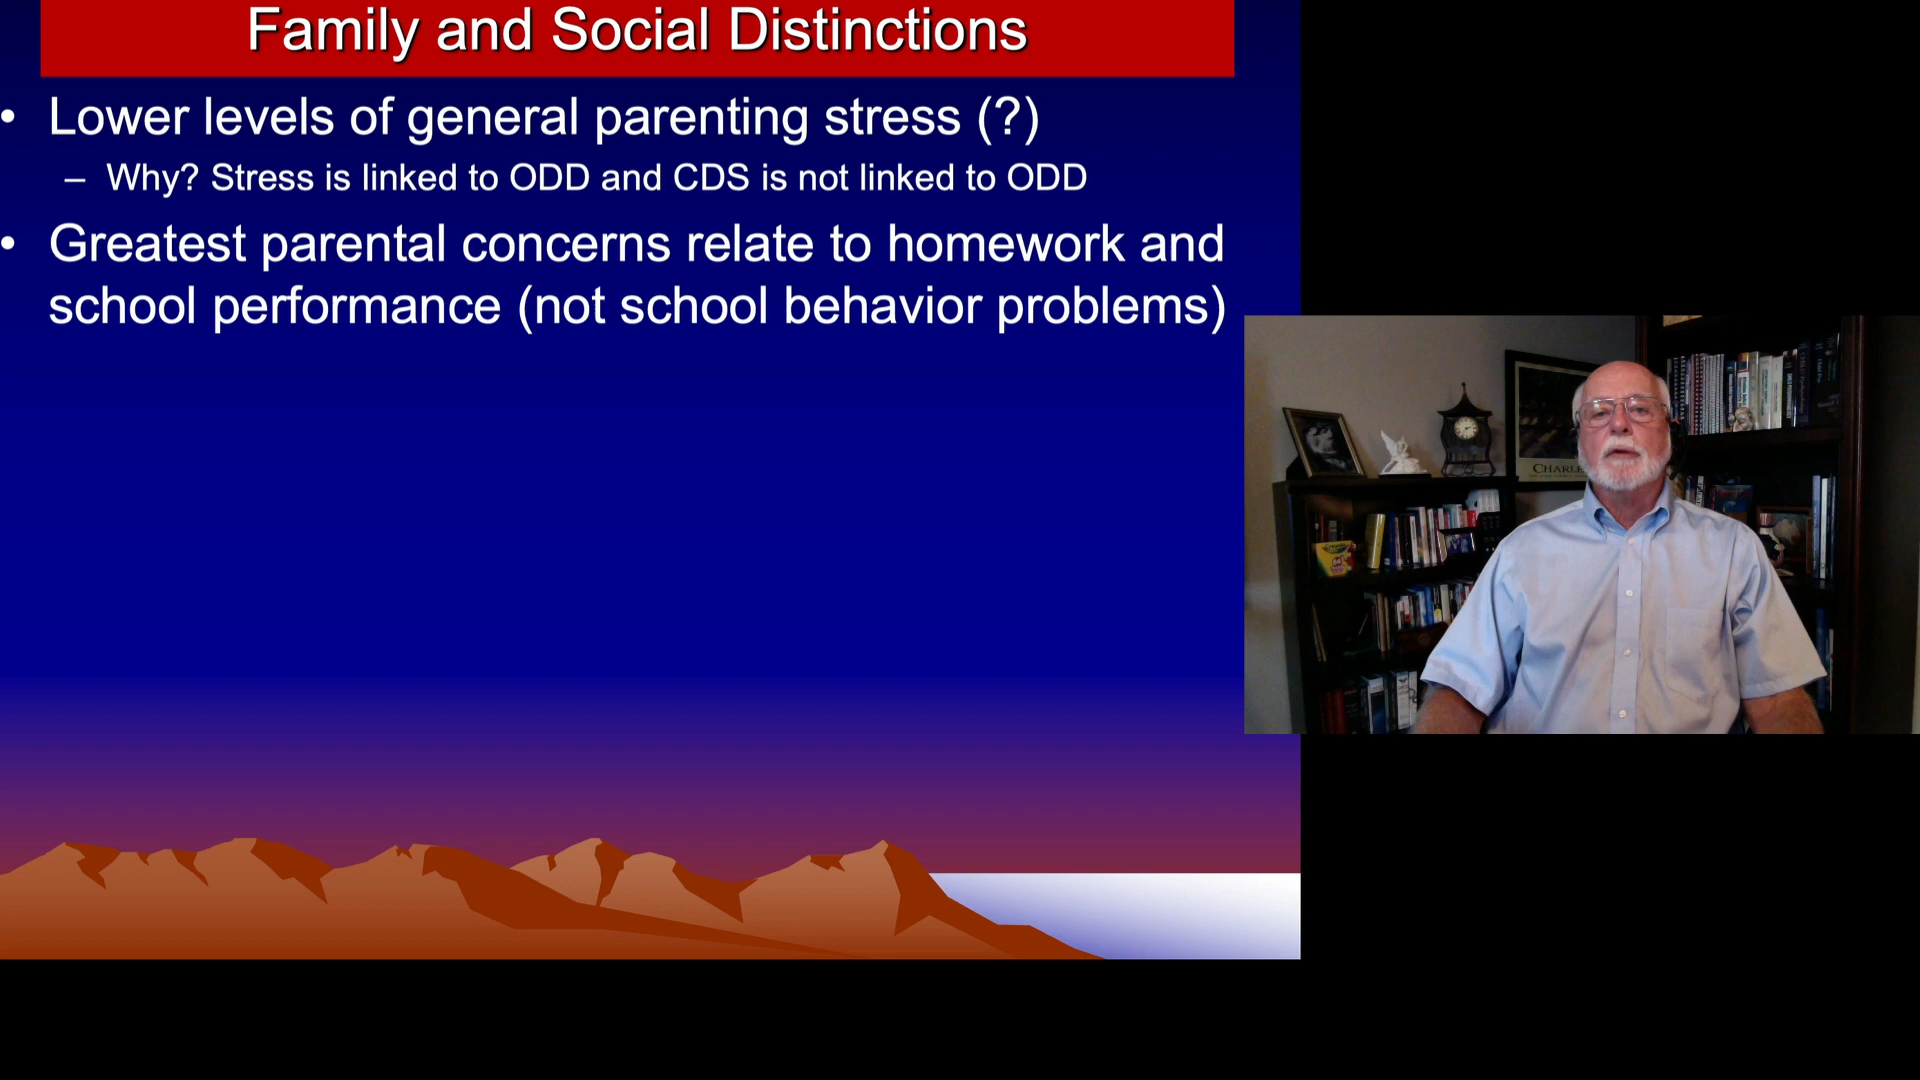 Family and Social Distinctions
• Lower levels of general parenting stress (?)
– Why? Stress is linked to ODD and CDS is not linked to ODD
• Greatest parental concerns relate to homework and
school performance (not school behavior problems)
CHARLE